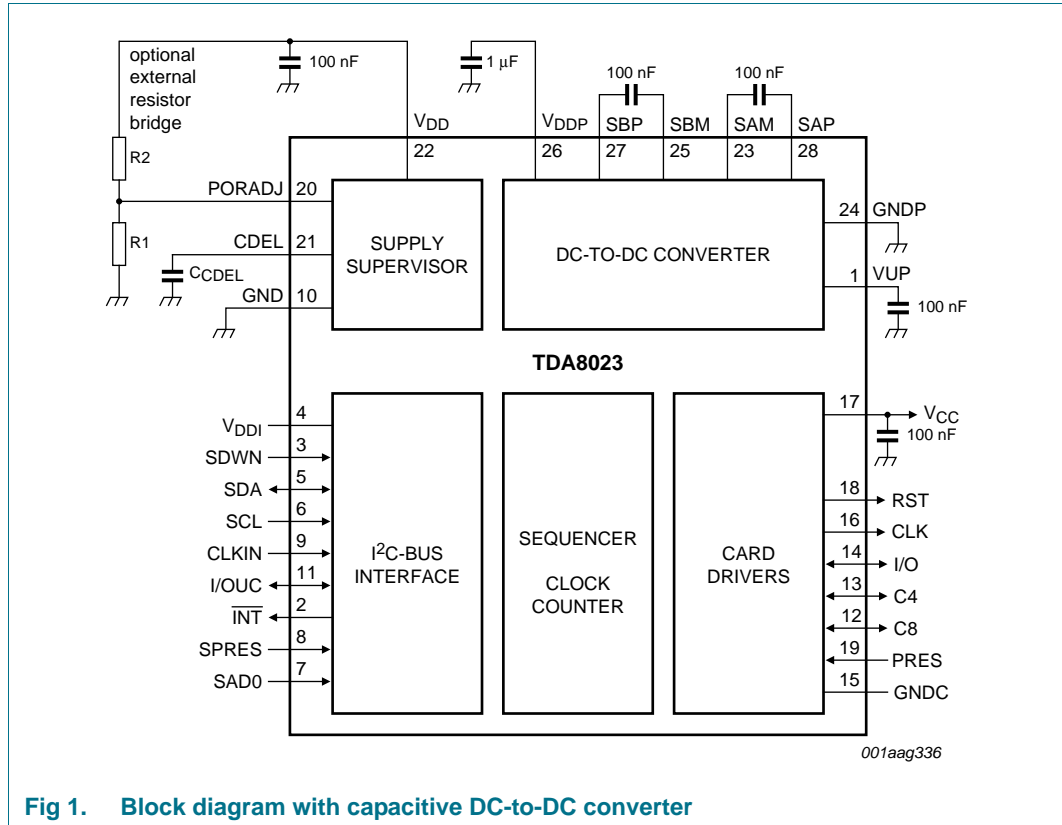 optional
external
resistor
bridge
100 nF
1 μF
100 nF
100 nF
VDD
VDDP
SBP
SBM
SAM
SAP
22
26
27
25
23
28
R2
R1
PORADJ 20
CDEL 21
CCDEL
GND 10
SUPPLY
SUPERVISOR
DC-TO-DC CONVERTER
24 GNDP
1 VUP
100 nF
TDA8023
VDDI 4
SDWN 3
SDA 5
SCL 6
CLKIN 9
I/OUC 11
INT 2
SPRES 8
SAD0 7
I2C-BUS
INTERFACE
SEQUENCER
CLOCK
COUNTER
CARD
DRIVERS
17 VCC
100 nF
18 RST
16 CLK
14 I/O
13 C4
12 C8
19 PRES
15 GNDC
001aag336
Fig 1. Block diagram with capacitive DC-to-DC converter